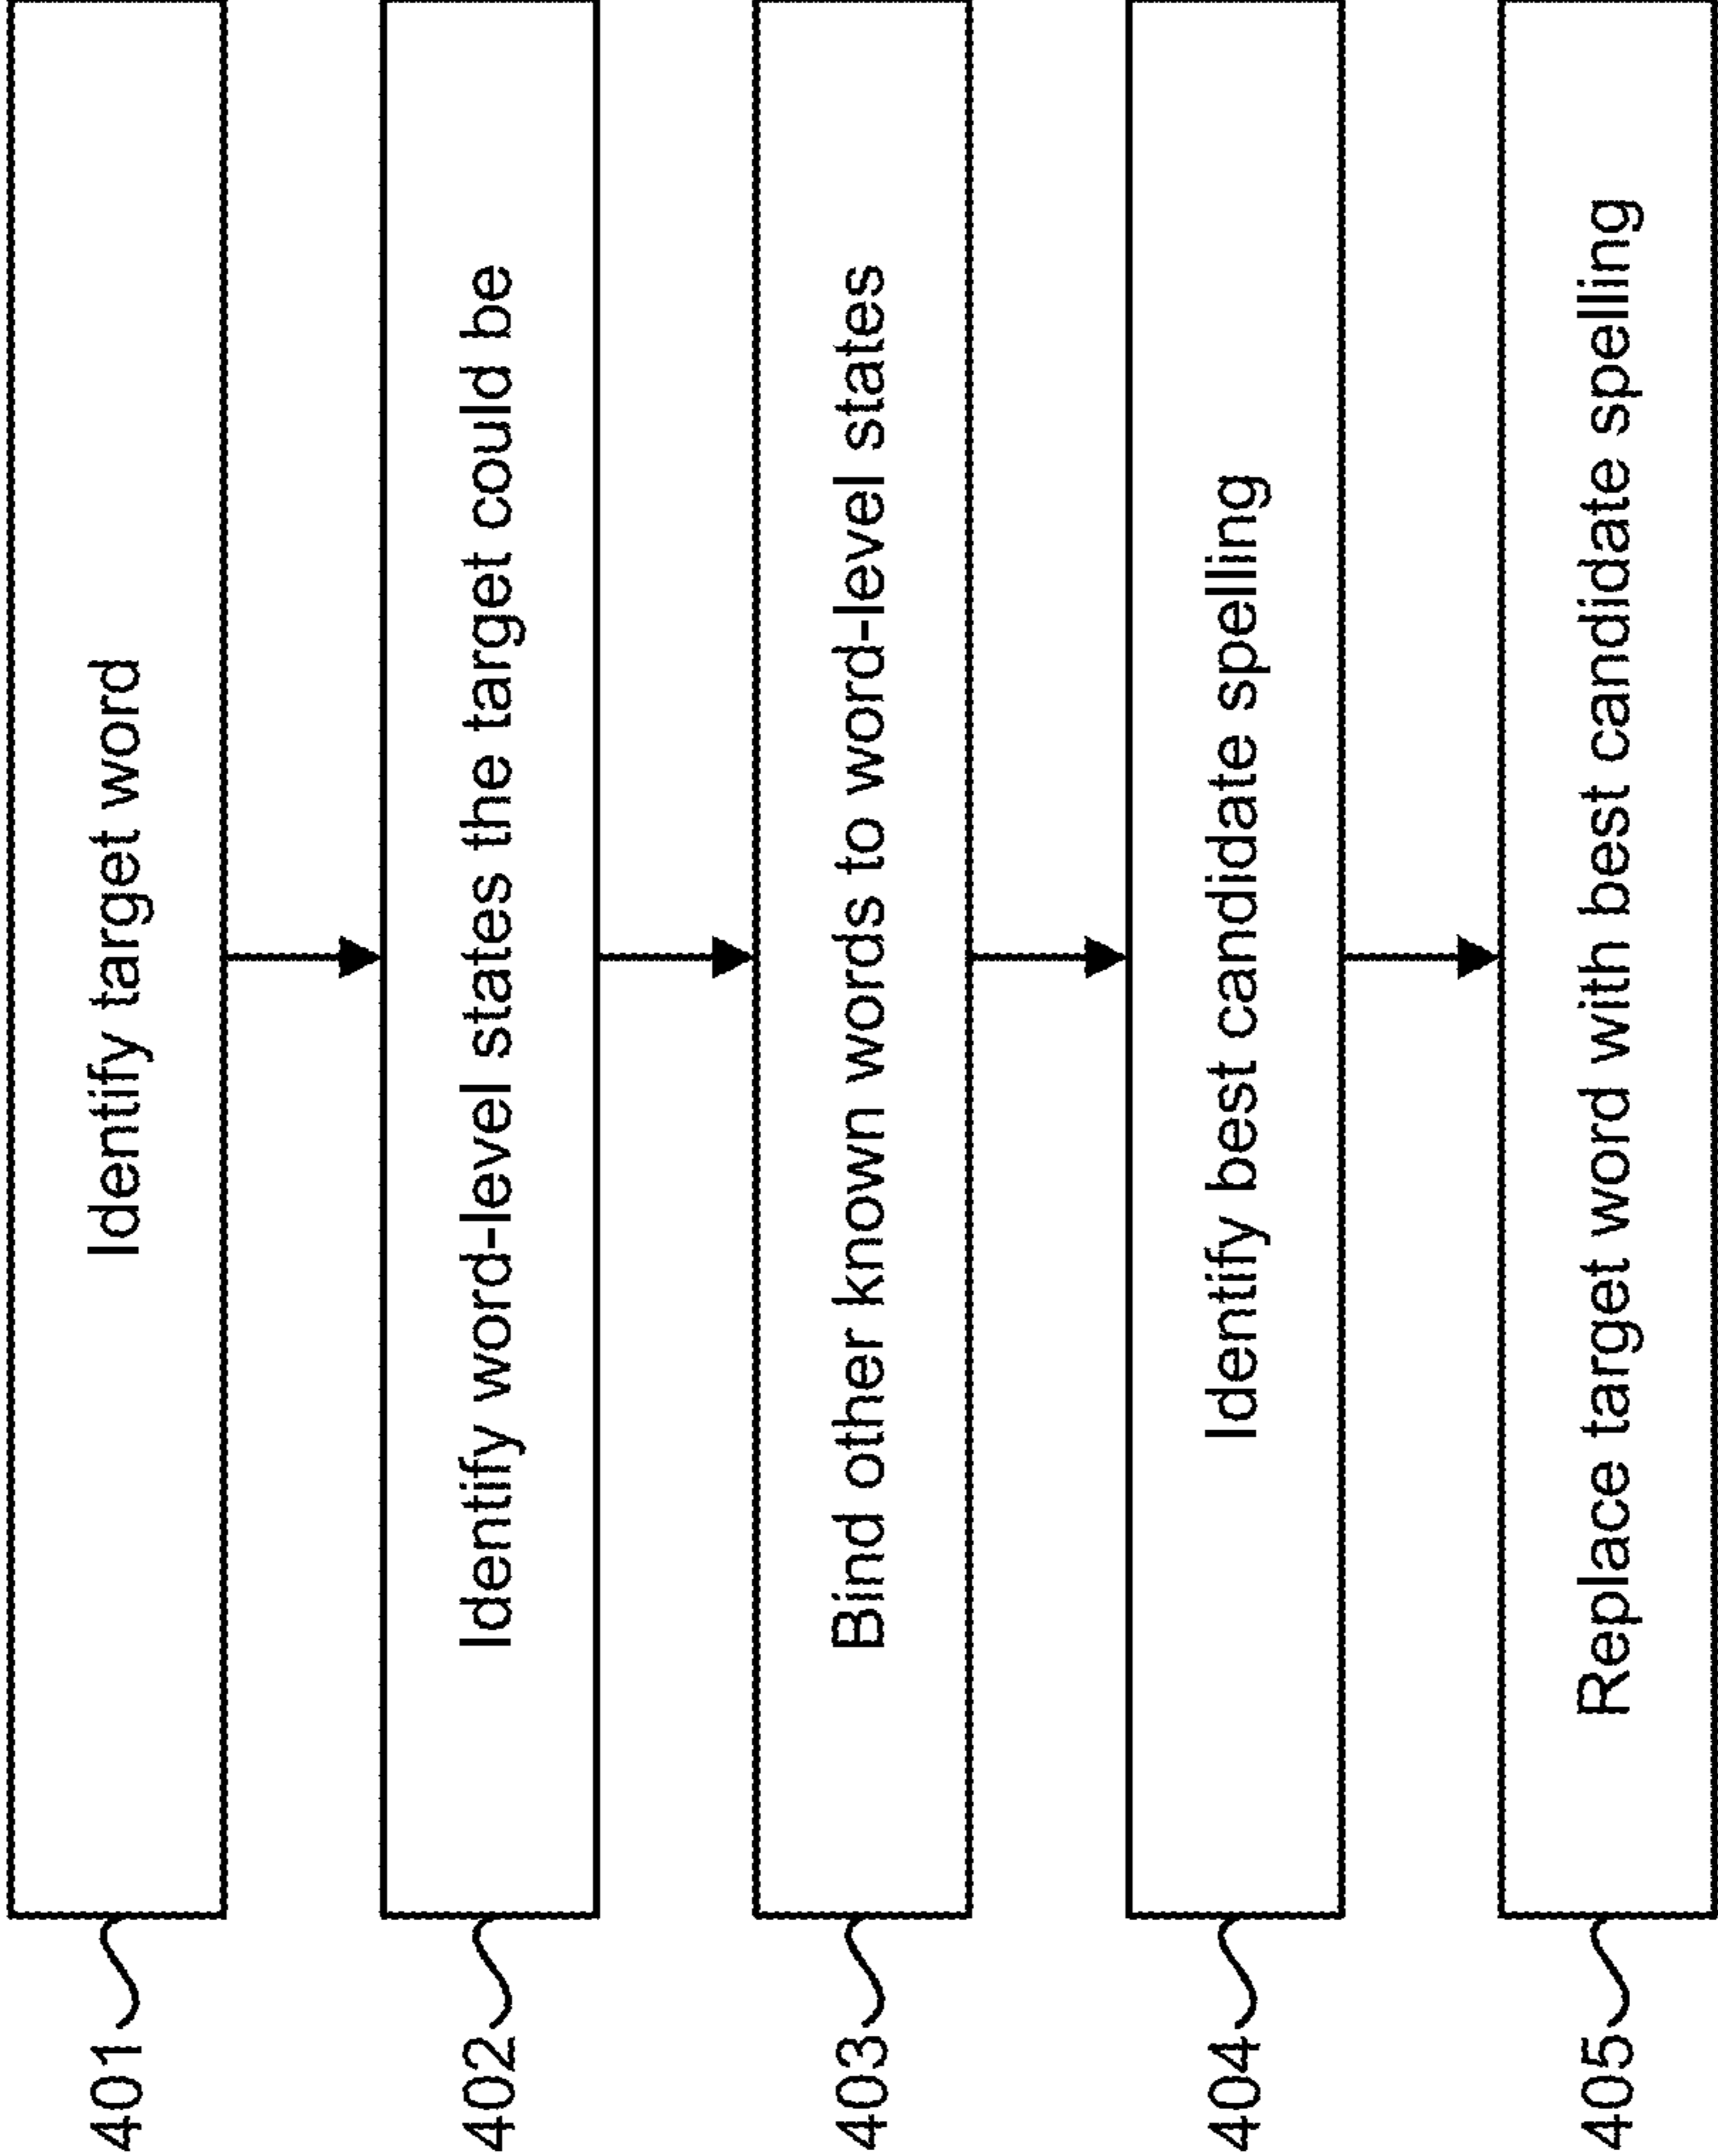 401
Identify target word
402
Identify word-level states the target could be
403
Bind other known words to word-level states
404
Identify best candidate spelling
405
Replace target word with best candidate spelling